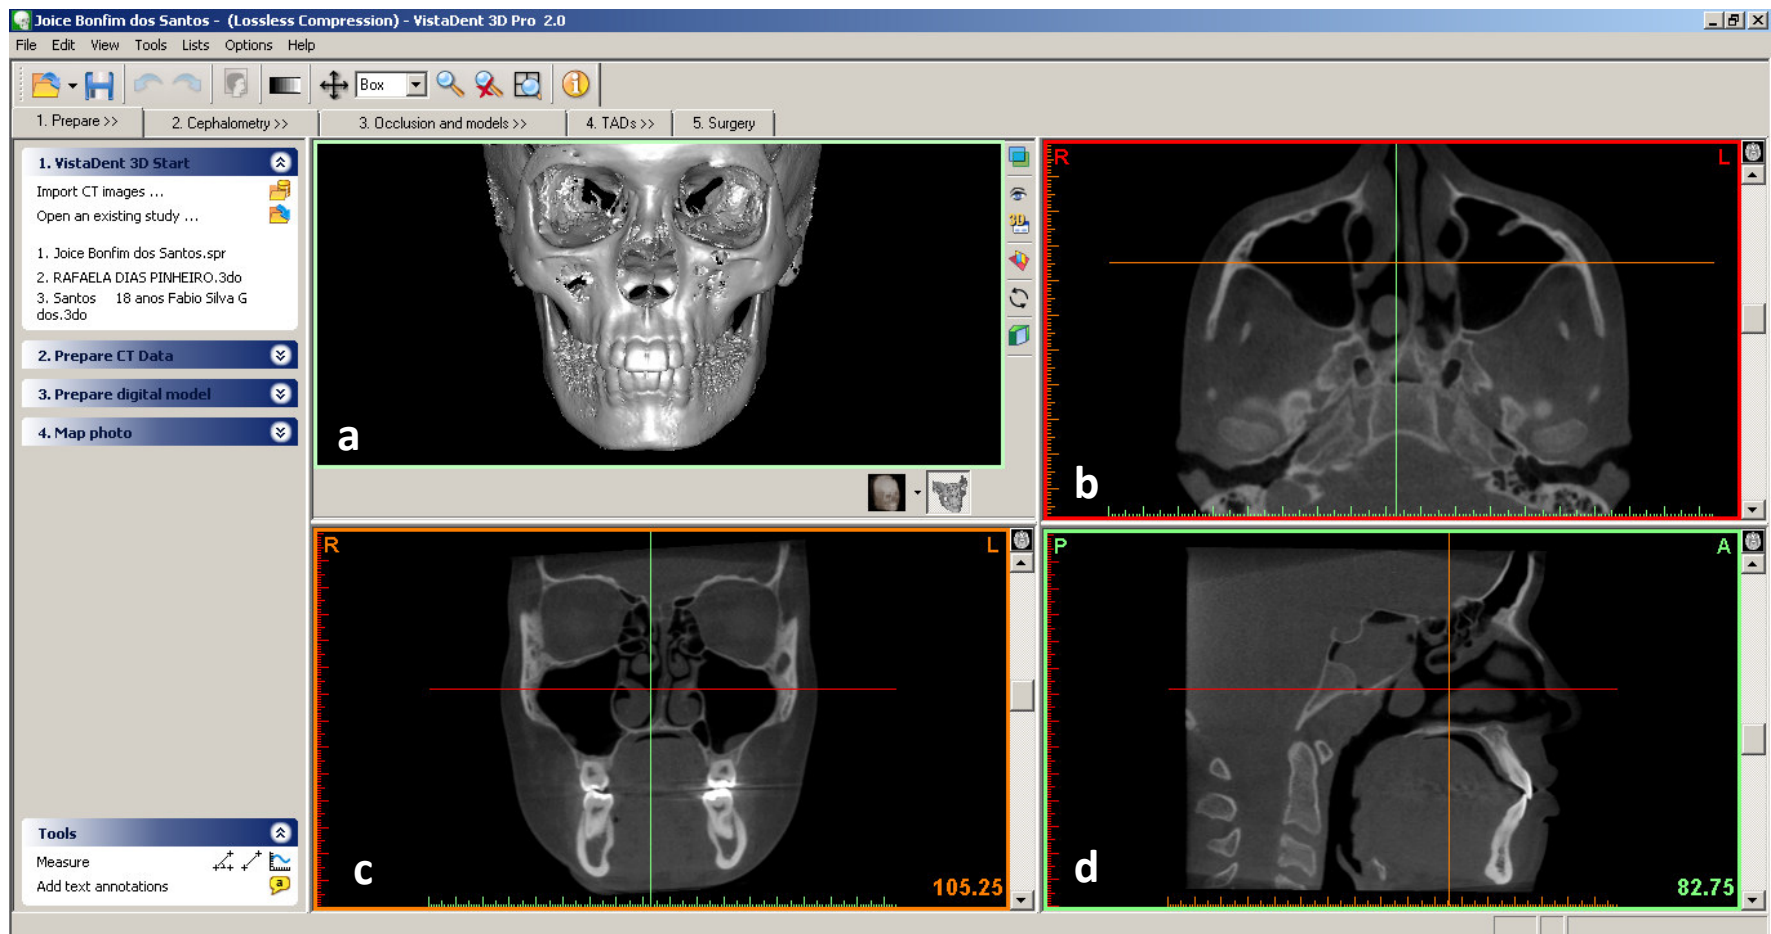 Joice Bonfim dos Santos - (Lossless Compression) - VistaDent 3D Pro 2.0
File Edit View Tools Lists Options Help
Box
1. Prepare >> 2. Cephalometry >> 3. Occlusion and models >> 4. TADs >> 5. Surgery
1. VistaDent 3D Start
Import CT images ...
Open an existing study ...
1. Joice Bonfim dos Santos.spr
2. RAFAELA DIAS PINHEIRO.3do
3. Santos 18 anos Fabio Silva G
dos.3do
2. Prepare CT Data
3. Prepare digital model
4. Map photo
Tools
Measure
Add text annotations
a
3D
a
R L
b
R L
c
105.25
P A
d
82.75